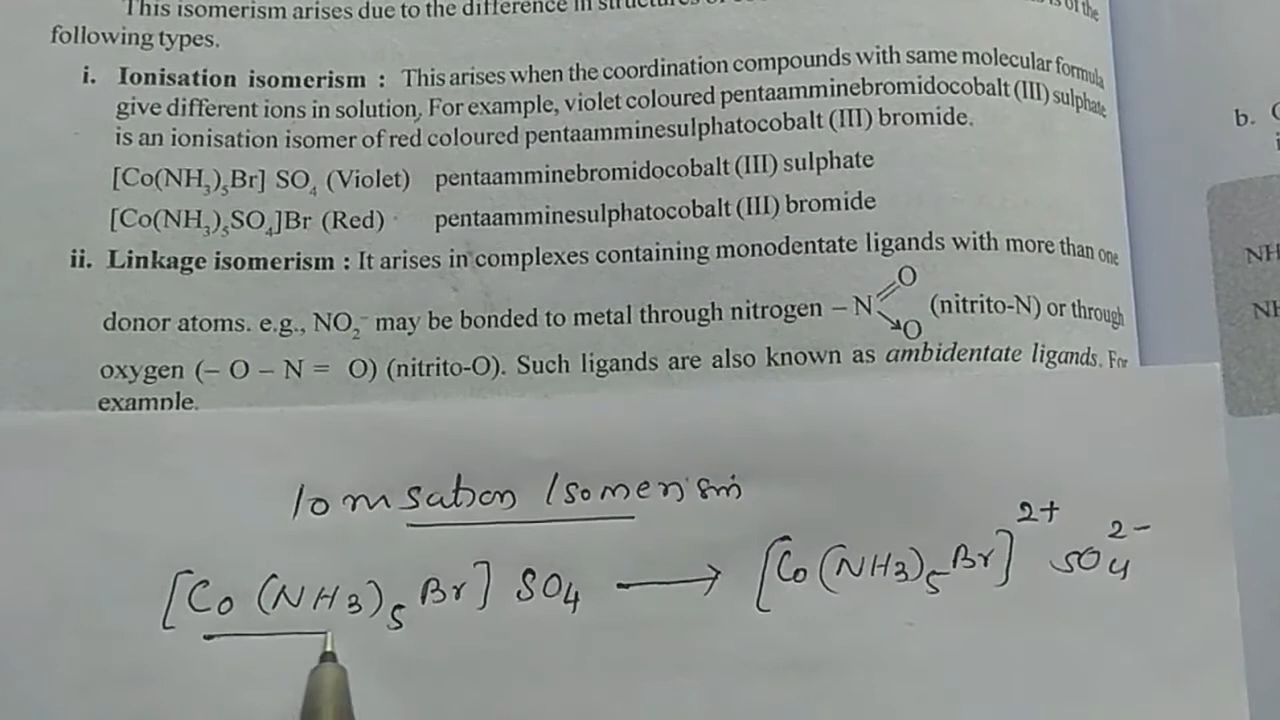 This isomerism arises due to the difference in structures of
is of the
following types.
i. Ionisation isomerism : This arises when the coordination compounds with same molecular formula
give different ions in solution. For example, violet coloured pentaamminebromidocobalt (III) sulphate
is an ionisation isomer of red coloured pentaamminesulphatocobalt (III) bromide.
[Co(NH₃)₅Br] SO₄ (Violet) pentaamminebromidocobalt (III) sulphate
[Co(NH₃)₅SO₄]Br (Red) pentaamminesulphatocobalt (III) bromide
ii. Linkage isomerism : It arises in complexes containing monodentate ligands with more than one
donor atoms. e.g., NO₂⁻ may be bonded to metal through nitrogen – N O O (nitrito-N) or through
oxygen (– O – N = O) (nitrito-O). Such ligands are also known as ambidentate ligands. For
example.
b.
NH
NH
Ionisation Isomerism
[Co (NH3)₅ Br] SO₄ ⟶ [Co (NH3)₅ Br]²⁺ SO₄²⁻